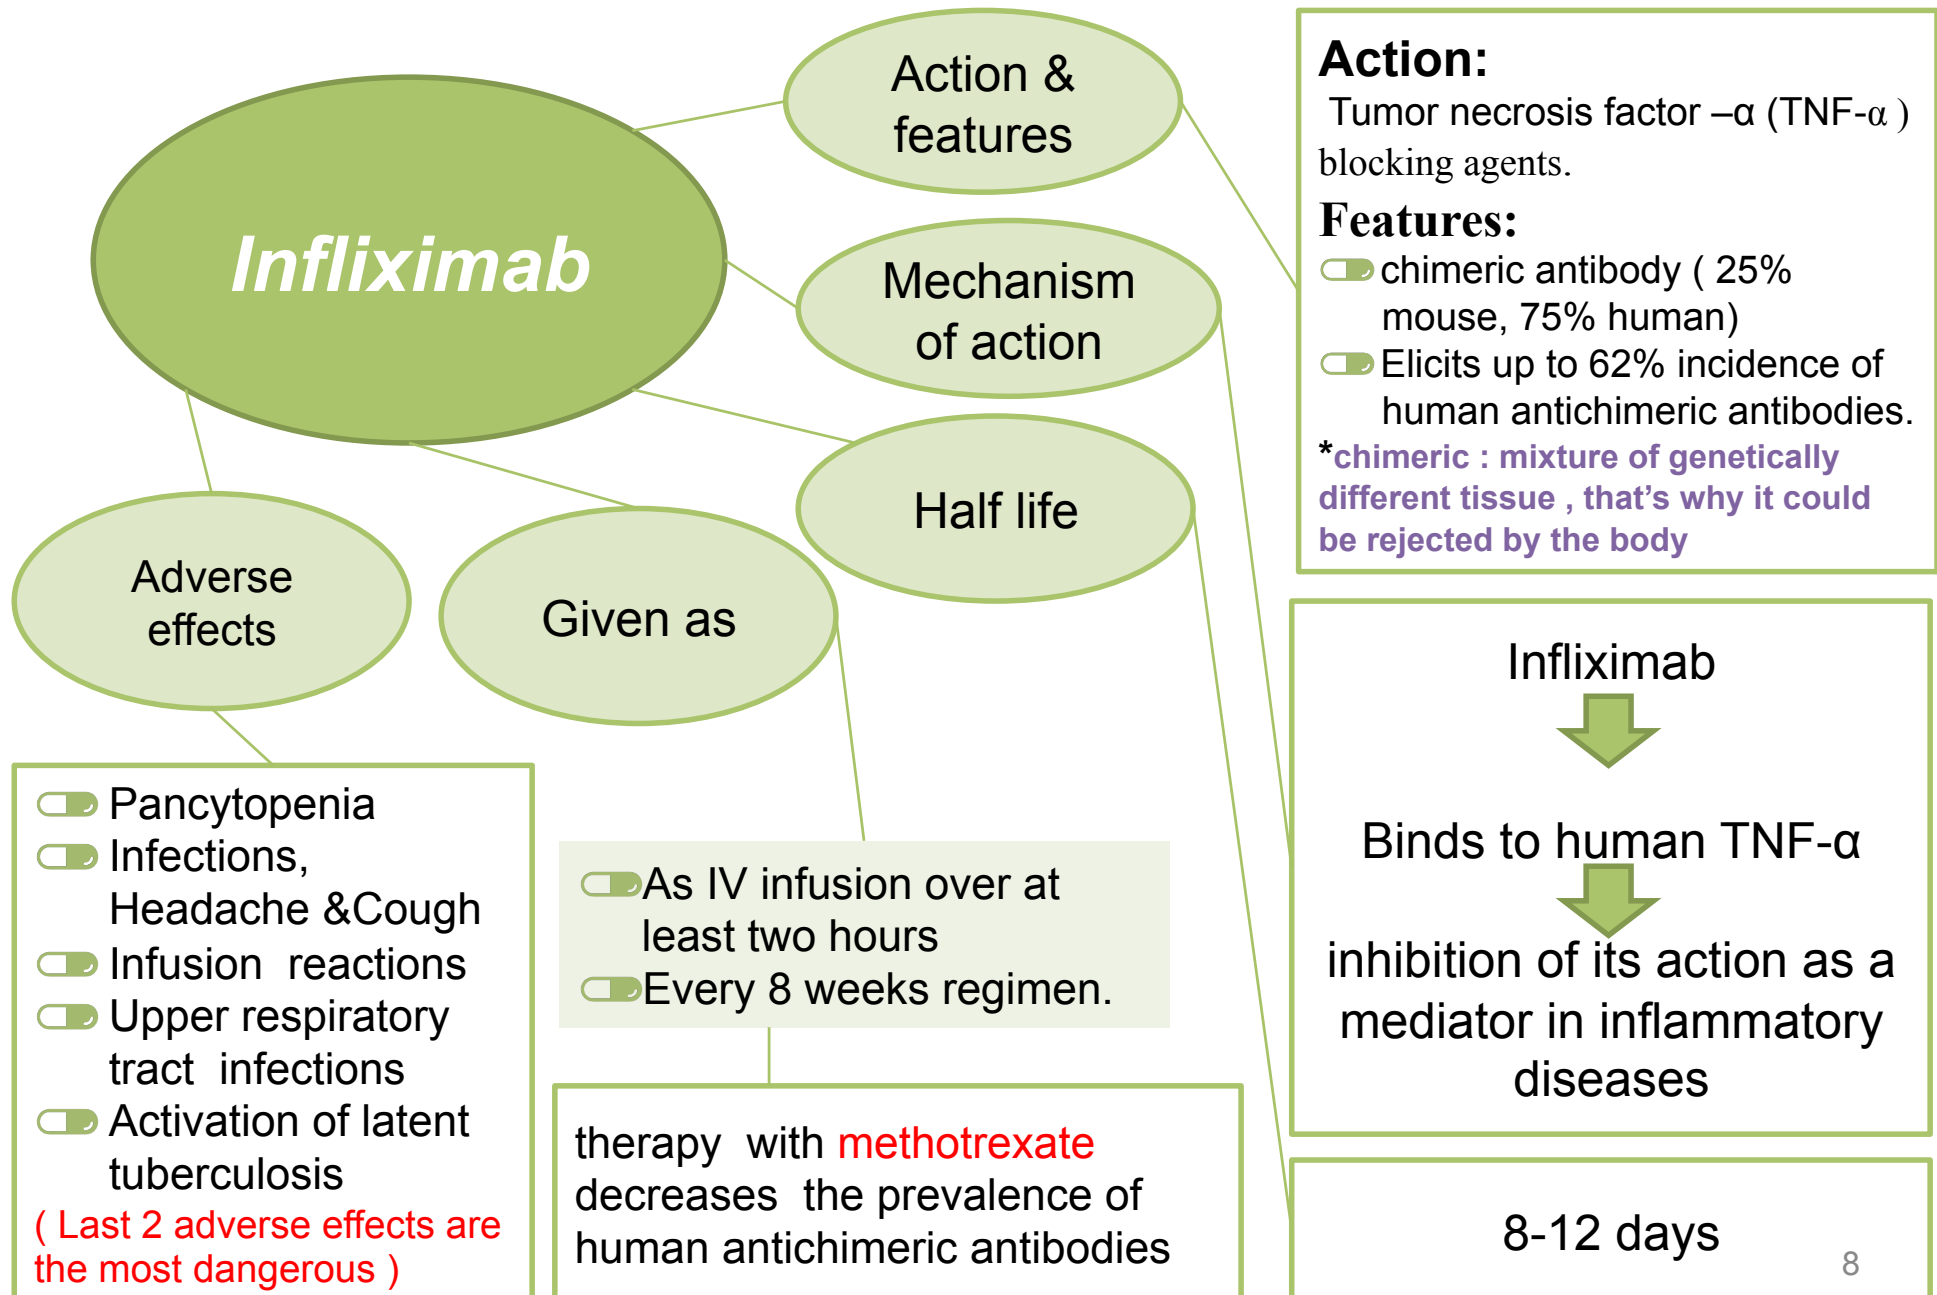 Infliximab
Action &
features
Mechanism
of action
Half life
Given as
Adverse
effects
Action:
Tumor necrosis factor –α (TNF-α )
blocking agents.
Features:
chimeric antibody ( 25%
mouse, 75% human)
Elicits up to 62% incidence of
human antichimeric antibodies.
*chimeric : mixture of genetically
different tissue , that’s why it could
be rejected by the body
Infliximab
Binds to human TNF-α
inhibition of its action as a
mediator in inflammatory
diseases
8-12 days
As IV infusion over at
least two hours
Every 8 weeks regimen.
therapy with methotrexate
decreases the prevalence of
human antichimeric antibodies
Pancytopenia
Infections,
Headache &Cough
Infusion reactions
Upper respiratory
tract infections
Activation of latent
tuberculosis
( Last 2 adverse effects are
the most dangerous )
8